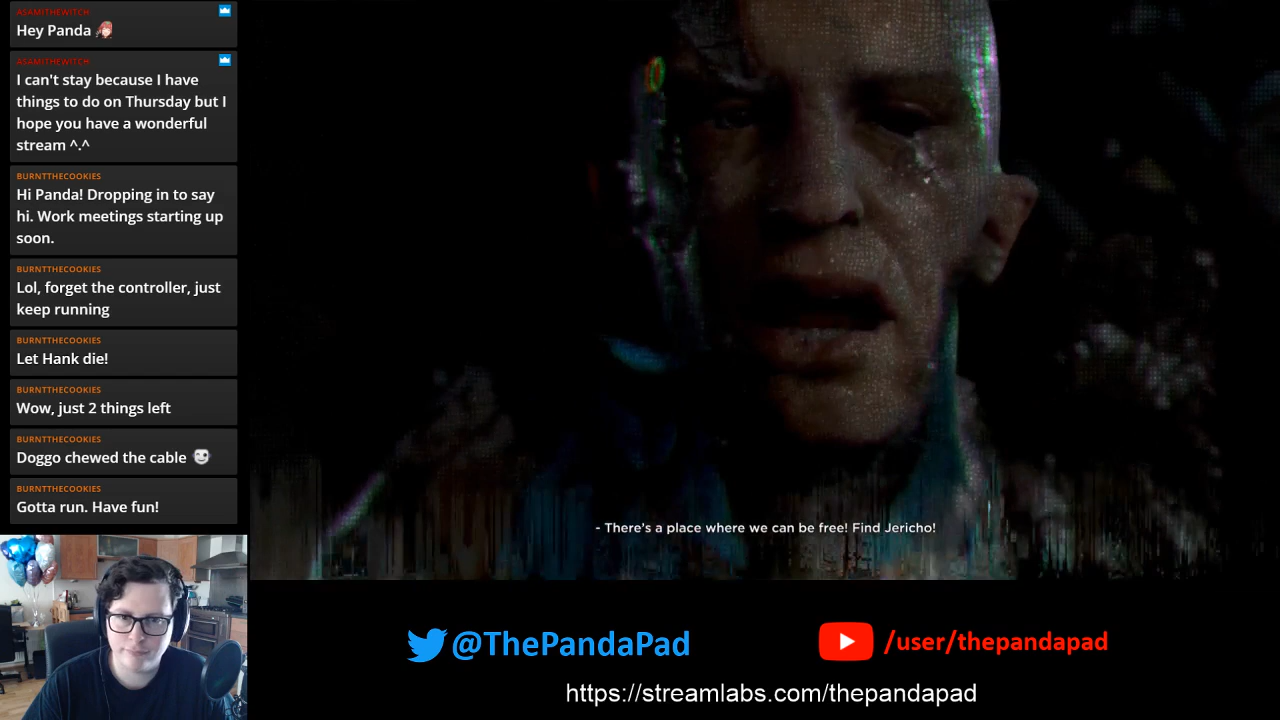 ASAMITHEWITCH
Hey Panda
ASAMITHEWITCH
I can't stay because I have
things to do on Thursday but I
hope you have a wonderful
stream ^.^
BURNTTHECOOKIES
Hi Panda! Dropping in to say
hi. Work meetings starting up
soon.
BURNTTHECOOKIES
Lol, forget the controller, just
keep running
BURNTTHECOOKIES
Let Hank die!
BURNTTHECOOKIES
Wow, just 2 things left
BURNTTHECOOKIES
Doggo chewed the cable
BURNTTHECOOKIES
Gotta run. Have fun!
- There's a place where we can be free! Find Jericho!
@ThePandaPad
/user/thepandapad
https://streamlabs.com/thepandapad